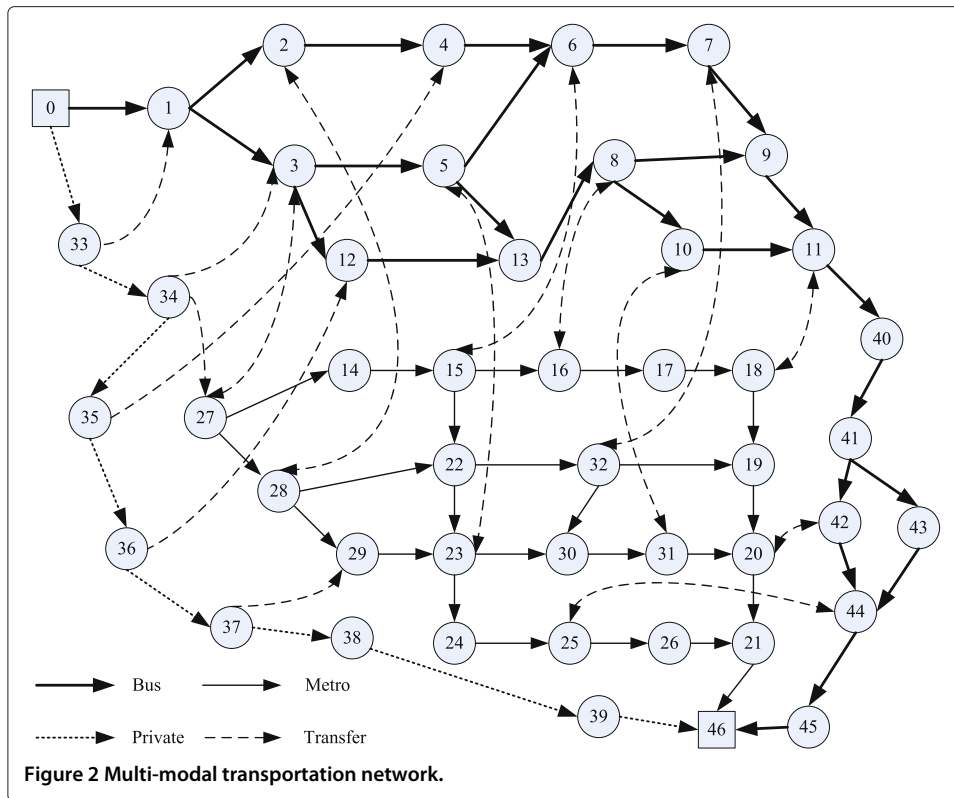 2 4 6 7
0 1
9
3 5 8
33 12 13 10 11
34
40
14 15 16 17 18
35 27
41
22 32 19
28
42 43
36 29 23 30 31 20
44
37 38 24 25 26 21
Bus Metro
39 46 45
Private Transfer
Figure 2 Multi-modal transportation network.